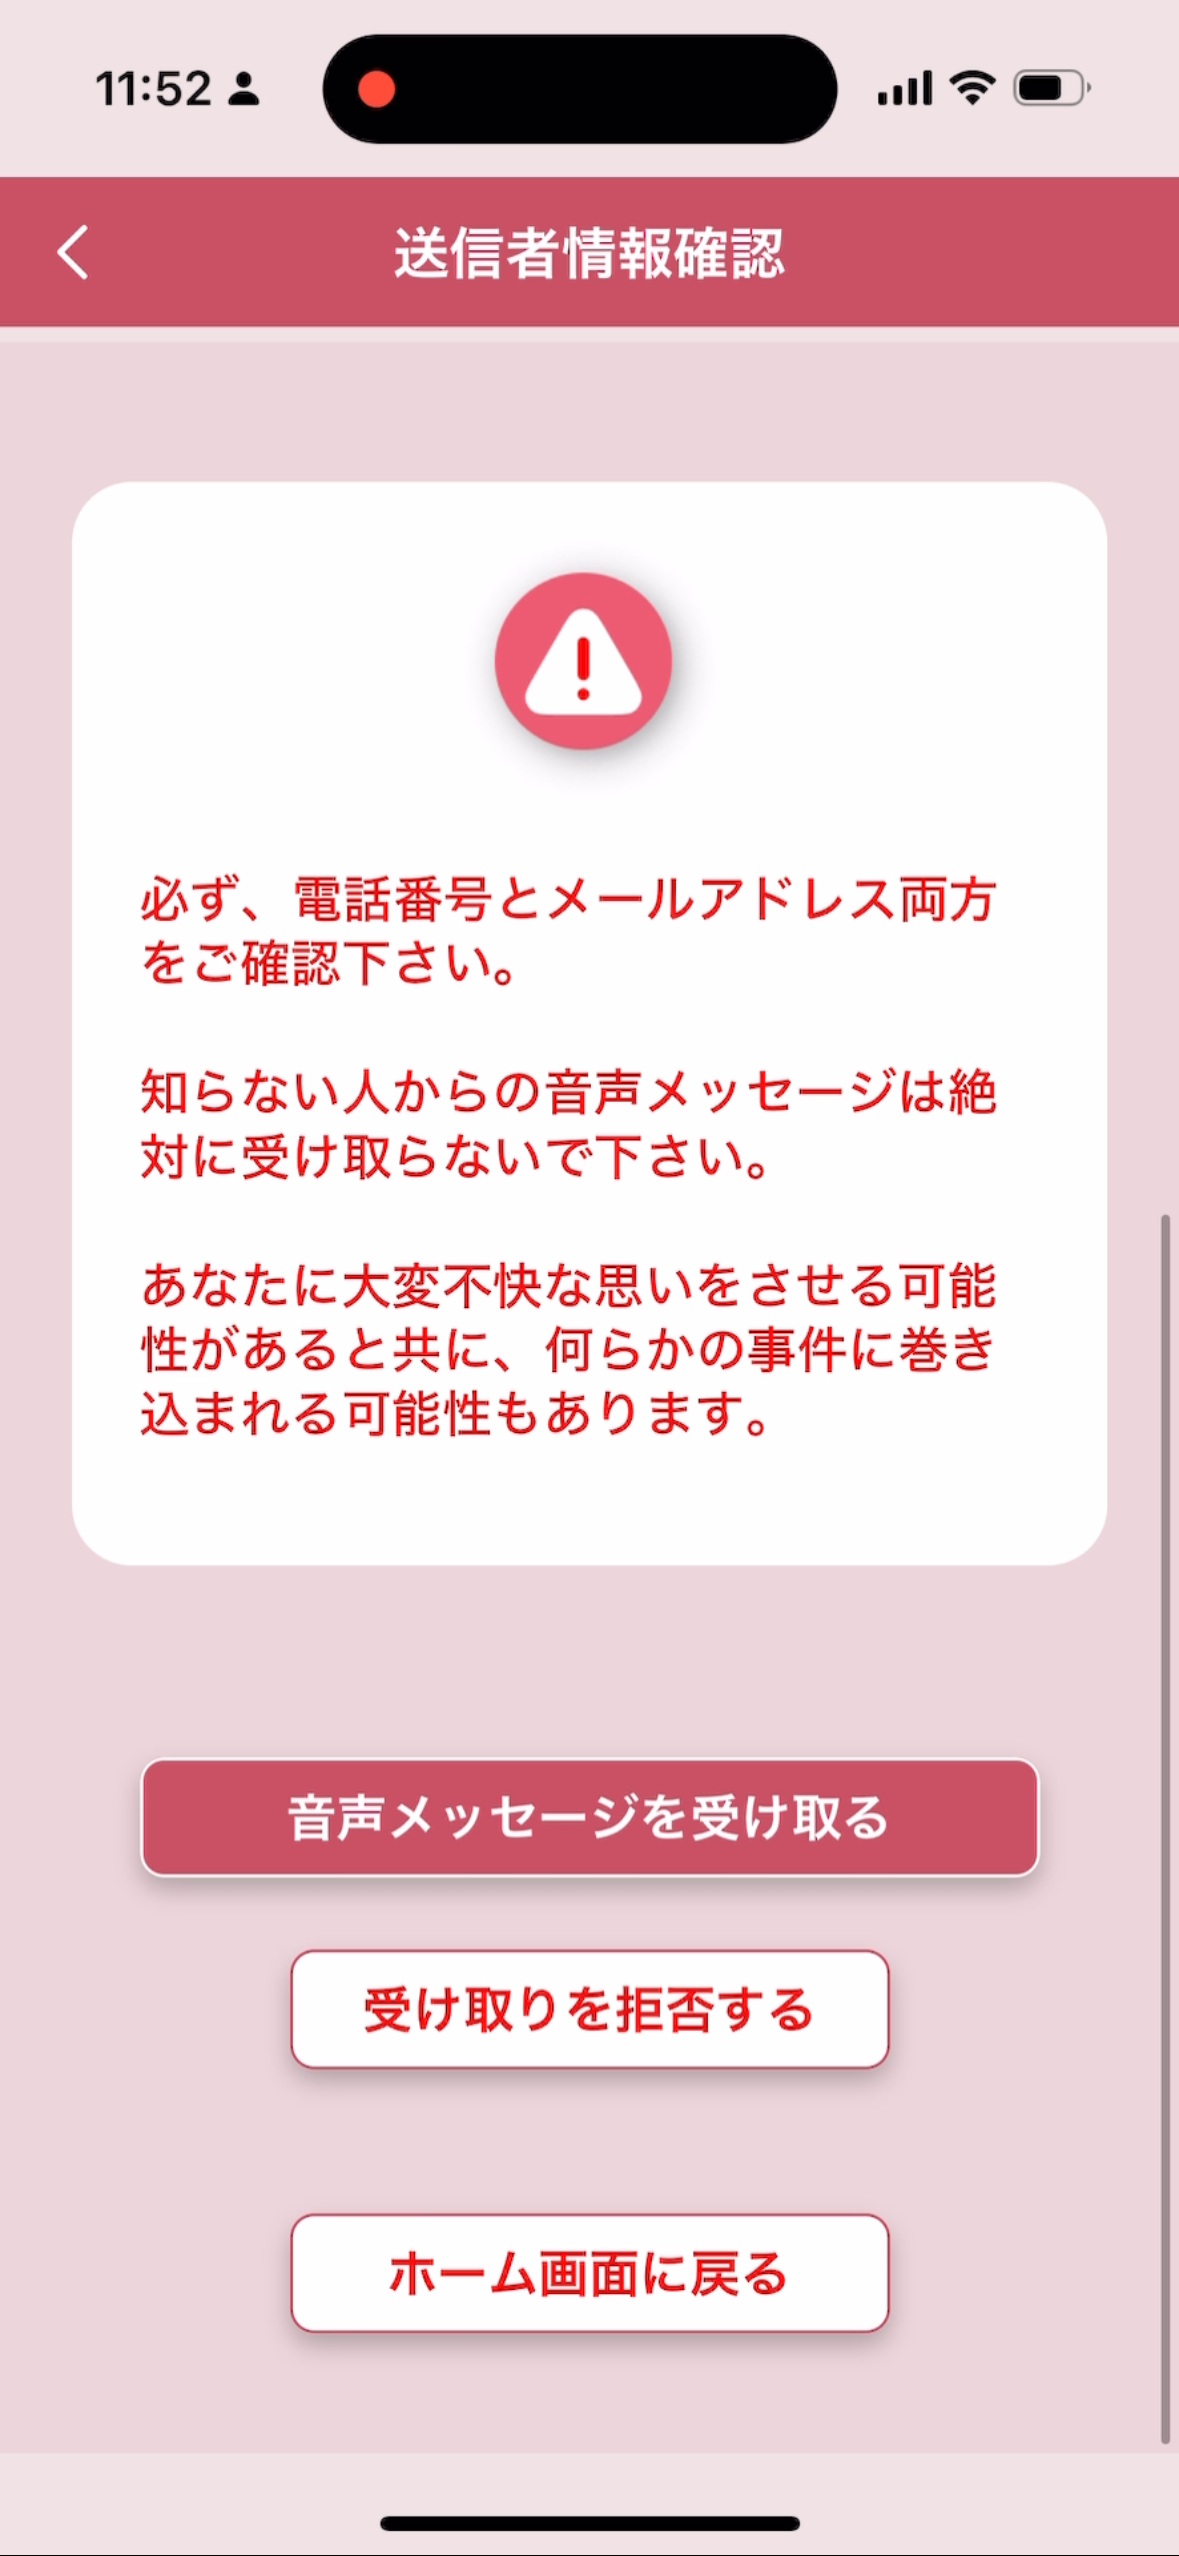 11:52
送信者情報確認
必ず、電話番号とメールアドレス両方
をご確認下さい。
知らない人からの音声メッセージは絶
対に受け取らないで下さい。
あなたに大変不快な思いをさせる可能
性があると共に、何らかの事件に巻き
込まれる可能性もあります。
音声メッセージを受け取る
受け取りを拒否する
ホーム画面に戻る